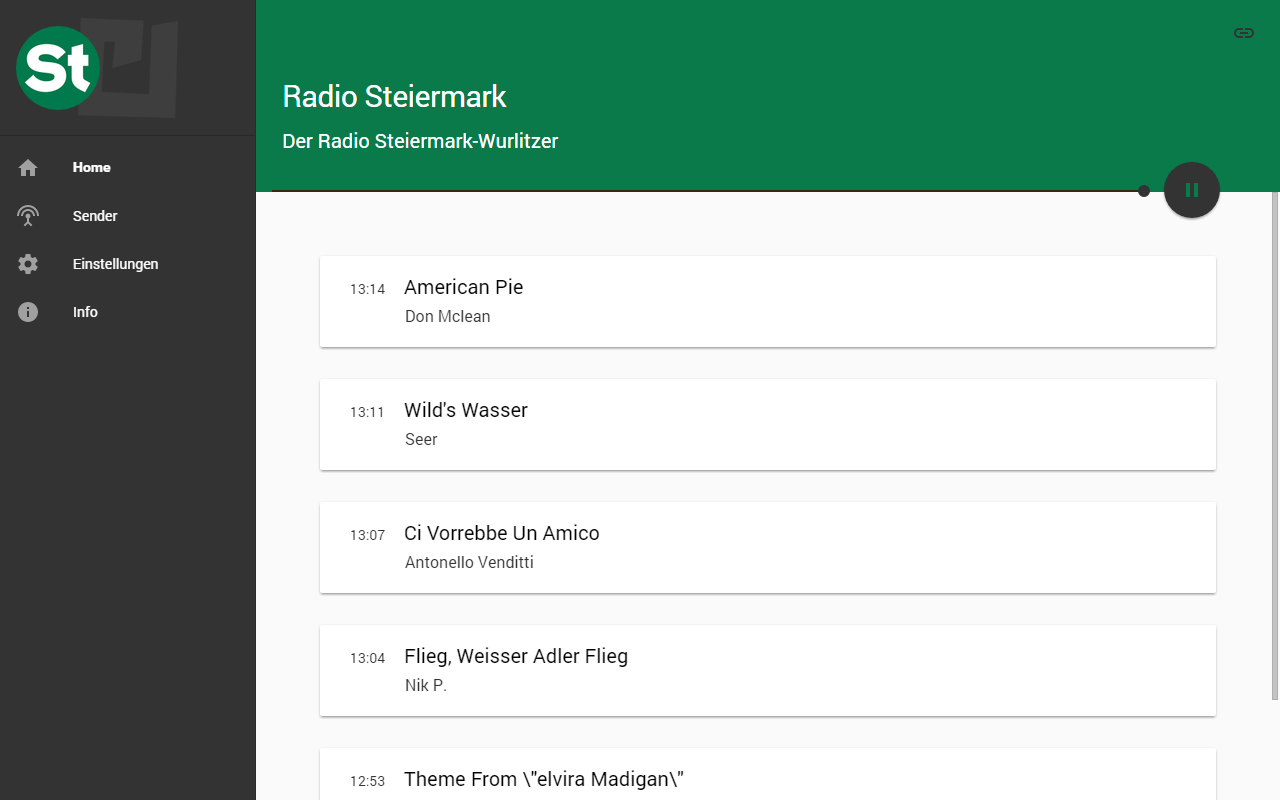 St
Radio Steiermark
Der Radio Steiermark-Wurlitzer
Home
Sender
Einstellungen
Info
13:14 American Pie
Don Mclean
13:11 Wild's Wasser
Seer
13:07 Ci Vorrebbe Un Amico
Antonello Venditti
13:04 Flieg, Weisser Adler Flieg
Nik P.
12:53 Theme From \"elvira Madigan\"